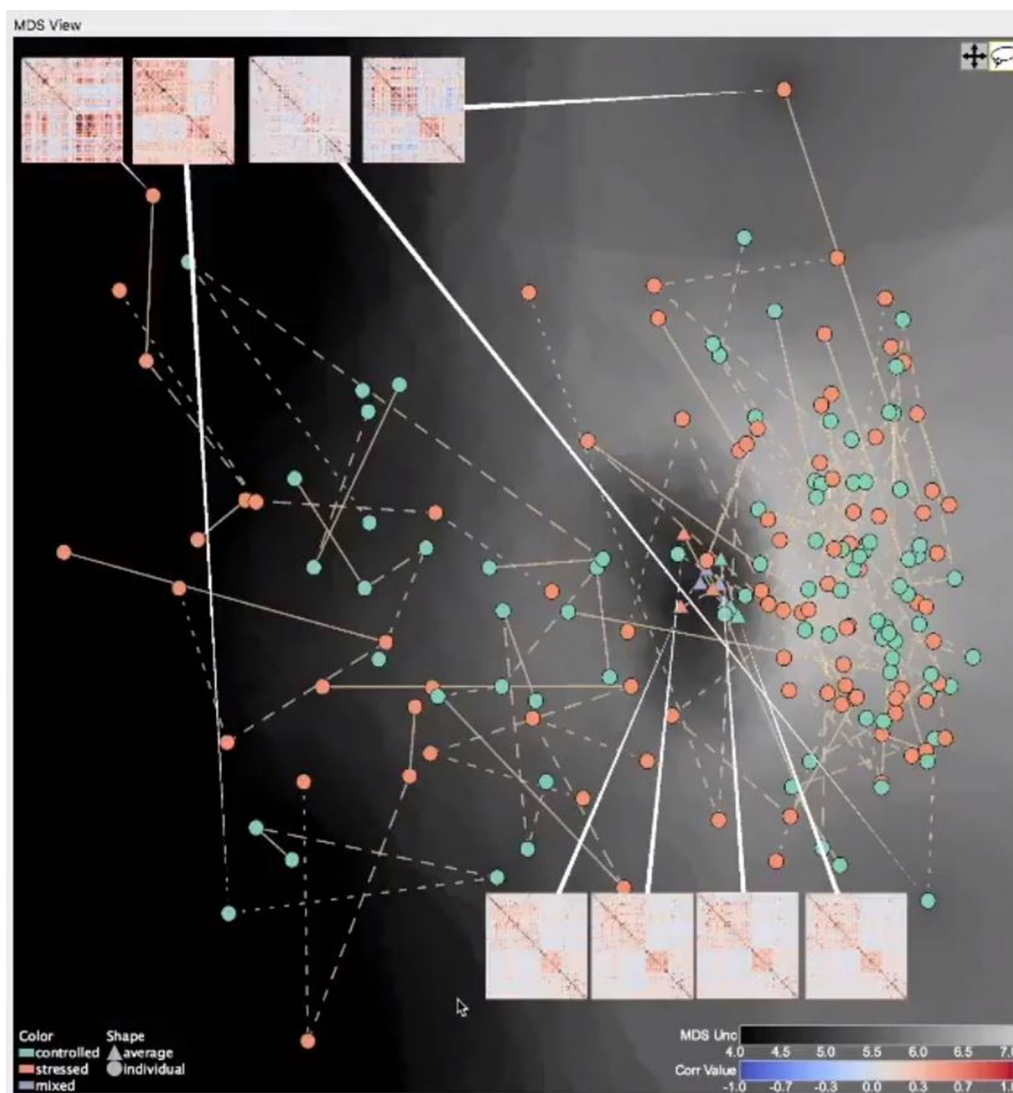 MDS View
Color
Shape
controlled
average
stressed
individual
mixed
MDS Unc
4.0 4.5 5.0 5.5 6.0 6.5 7.0
Corr Value
-1.0 -0.7 -0.3 0.0 0.3 0.7